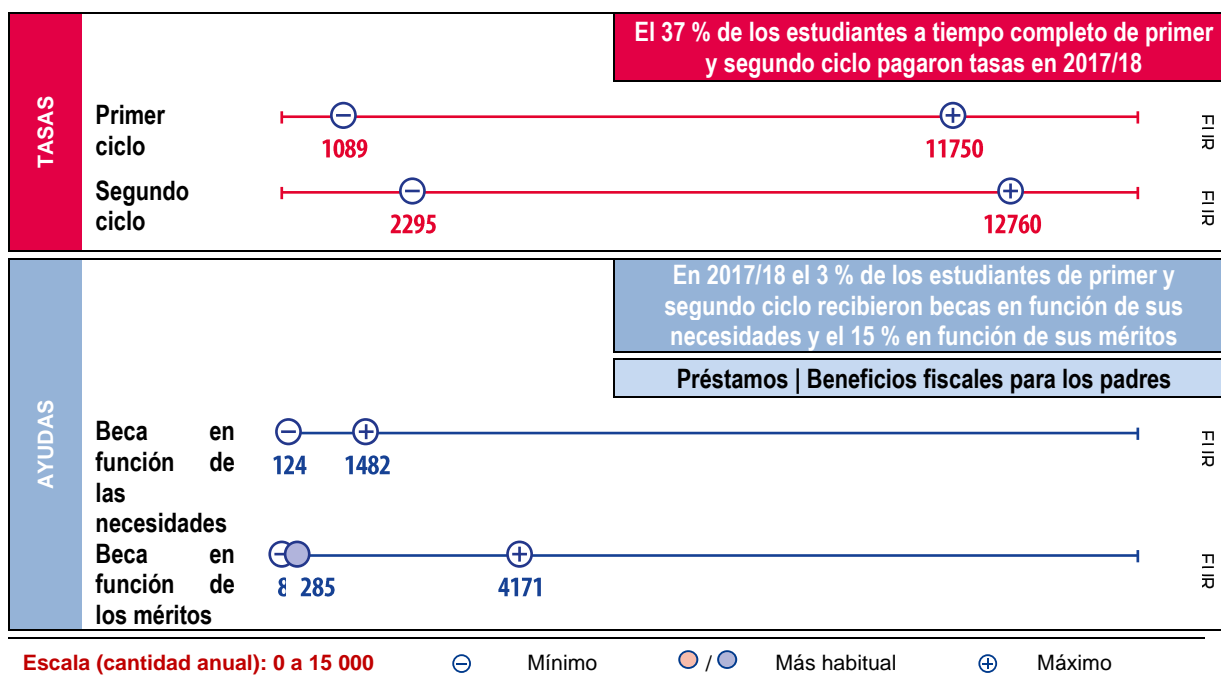 TASAS
El 37 % de los estudiantes a tiempo completo de primer
y segundo ciclo pagaron tasas en 2017/18
Primer
ciclo
1089
11750
Segundo
ciclo
2295
12760
AYUDAS
En 2017/18 el 3 % de los estudiantes de primer y
segundo ciclo recibieron becas en función de sus
necesidades y el 15 % en función de sus méritos
Préstamos | Beneficios fiscales para los padres
Beca en
función de
las
necesidades
124
1482
Beca en
función de
los méritos
285
4171
Escala (cantidad anual): 0 a 15 000
Mínimo
/
Más habitual
Máximo